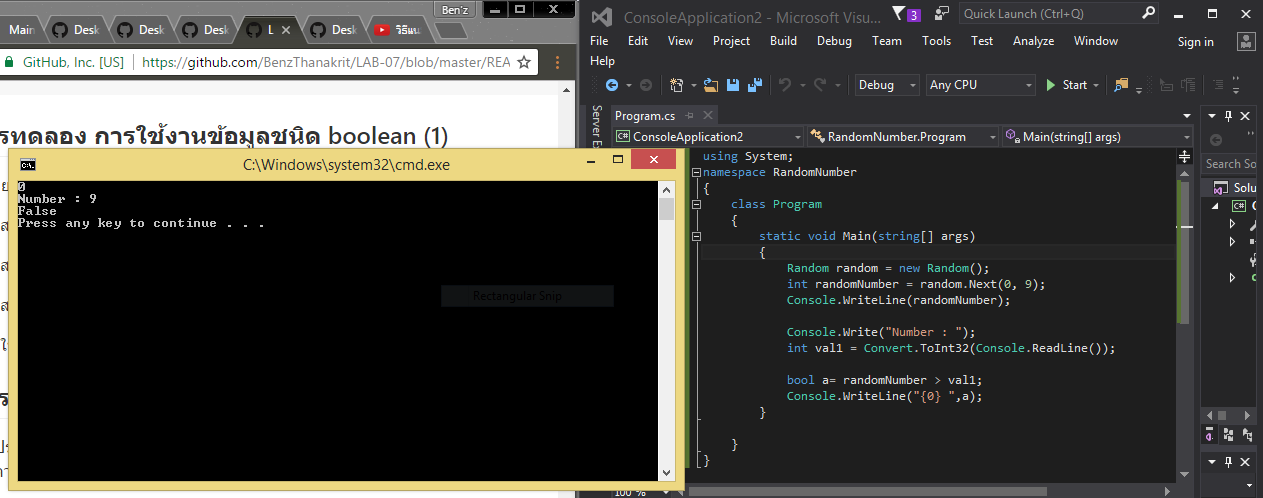 Ben'z
Main
Desk
Desk
Desk
L
Desk
วิธีแน
GitHub, Inc. [US]
https://github.com/BenzThanakrit/LAB-07/blob/master/REA
รทดลอง การใช้งานข้อมูลชนิด boolean (1)
C:\Windows\system32\cmd.exe
0
Number : 9
False
Press any key to continue . . .
Rectangular Snip
ConsoleApplication2 - Microsoft Visu...
3
Quick Launch (Ctrl+Q)
File Edit View Project Build Debug Team Tools Test Analyze Window
Sign in
Help
Debug
Any CPU
Start
Server Ex
Program.cs
ConsoleApplication2
RandomNumber.Program
Main(string[] args)
using System;
namespace RandomNumber
{
class Program
{
static void Main(string[] args)
{
Random random = new Random();
int randomNumber = random.Next(0, 9);
Console.WriteLine(randomNumber);
Console.Write("Number : ");
int val1 = Convert.ToInt32(Console.ReadLine());
bool a= randomNumber > val1;
Console.WriteLine("{0} ",a);
}
}
}
100 %
Search So
Solu